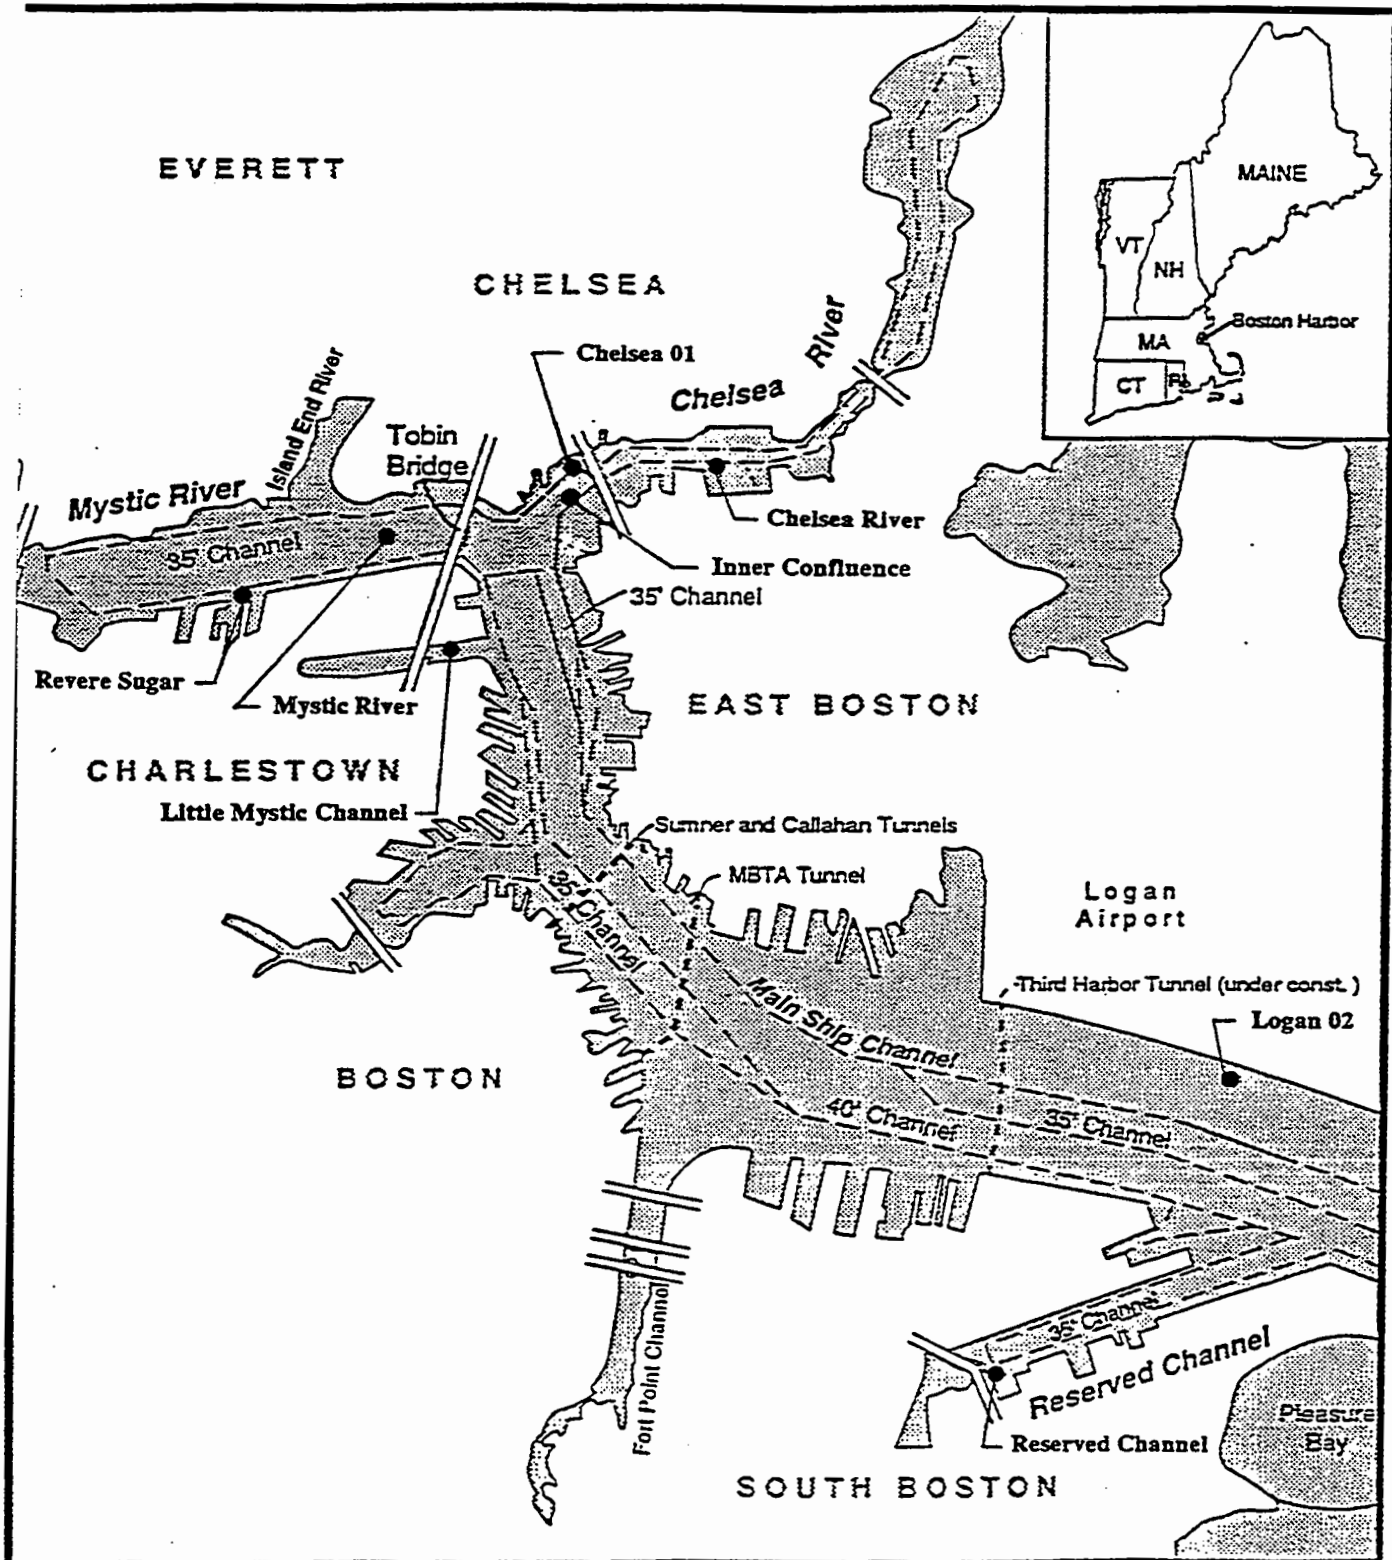 EVERETT
MAINE
VT
NH
Boston Harbor
MA
CT
RI
CHELSEA
Chelsea 01
River
Chelsea
Island End River
Tobin
Bridge
Mystic River
35' Channel
Chelsea River
Inner Confluence
35' Channel
Revere Sugar
Mystic River
EAST BOSTON
CHARLESTOWN
Little Mystic Channel
Sumner and Callahan Tunnels
MBTA Tunnel
35' Channel
Logan
Airport
Third Harbor Tunnel (under const.)
Logan 02
Main Ship Channel
BOSTON
40' Channel
35' Channel
Fort Point Channel
35' Channel
Reserved Channel
Reserved Channel
Pleasure
Bay
SOUTH BOSTON